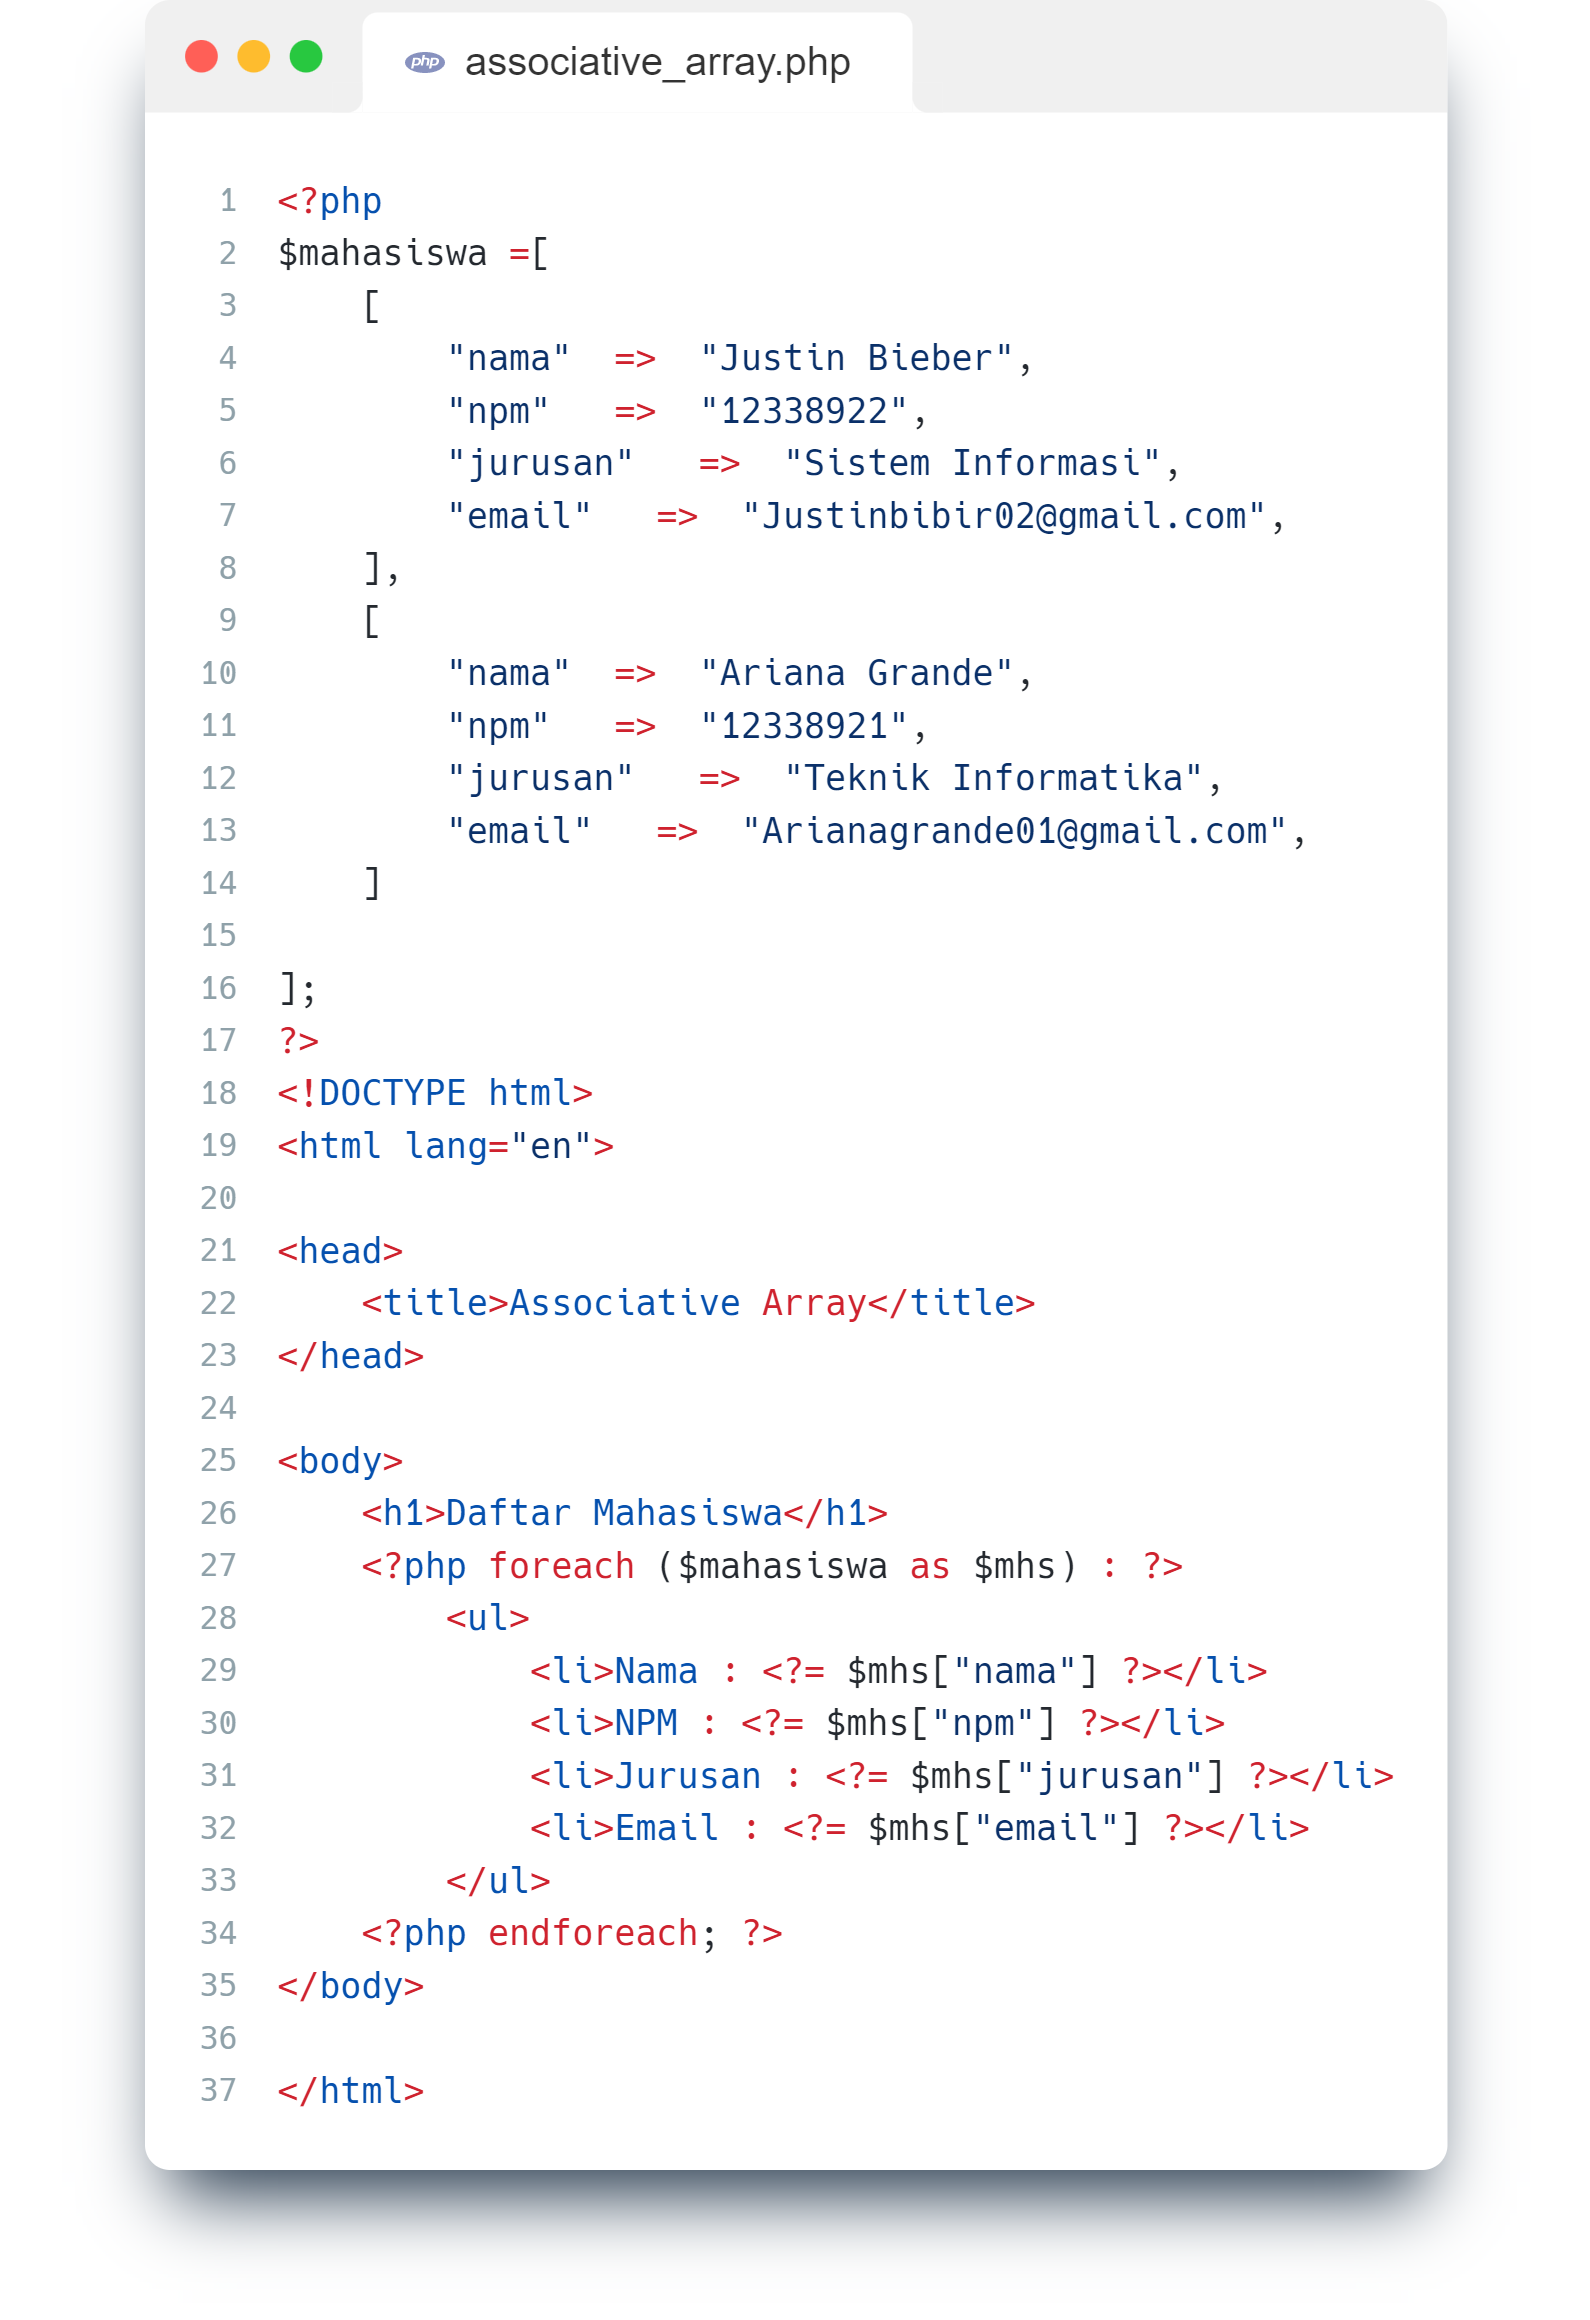 php associative_array.php
1 <?php
2 $mahasiswa =[
3     [
4         "nama"  =>  "Justin Bieber",
5         "npm"   =>  "12338922",
6         "jurusan"   =>  "Sistem Informasi",
7         "email"   =>  "Justinbibir02@gmail.com",
8     ],
9     [
10         "nama"  =>  "Ariana Grande",
11         "npm"   =>  "12338921",
12         "jurusan"   =>  "Teknik Informatika",
13         "email"   =>  "Arianagrande01@gmail.com",
14     ]
15
16 ];
17 ?>
18 <!DOCTYPE html>
19 <html lang="en">
20
21 <head>
22     <title>Associative Array</title>
23 </head>
24
25 <body>
26     <h1>Daftar Mahasiswa</h1>
27     <?php foreach ($mahasiswa as $mhs) : ?>
28         <ul>
29             <li>Nama : <?= $mhs["nama"] ?></li>
30             <li>NPM : <?= $mhs["npm"] ?></li>
31             <li>Jurusan : <?= $mhs["jurusan"] ?></li>
32             <li>Email : <?= $mhs["email"] ?></li>
33         </ul>
34     <?php endforeach; ?>
35 </body>
36
37 </html>